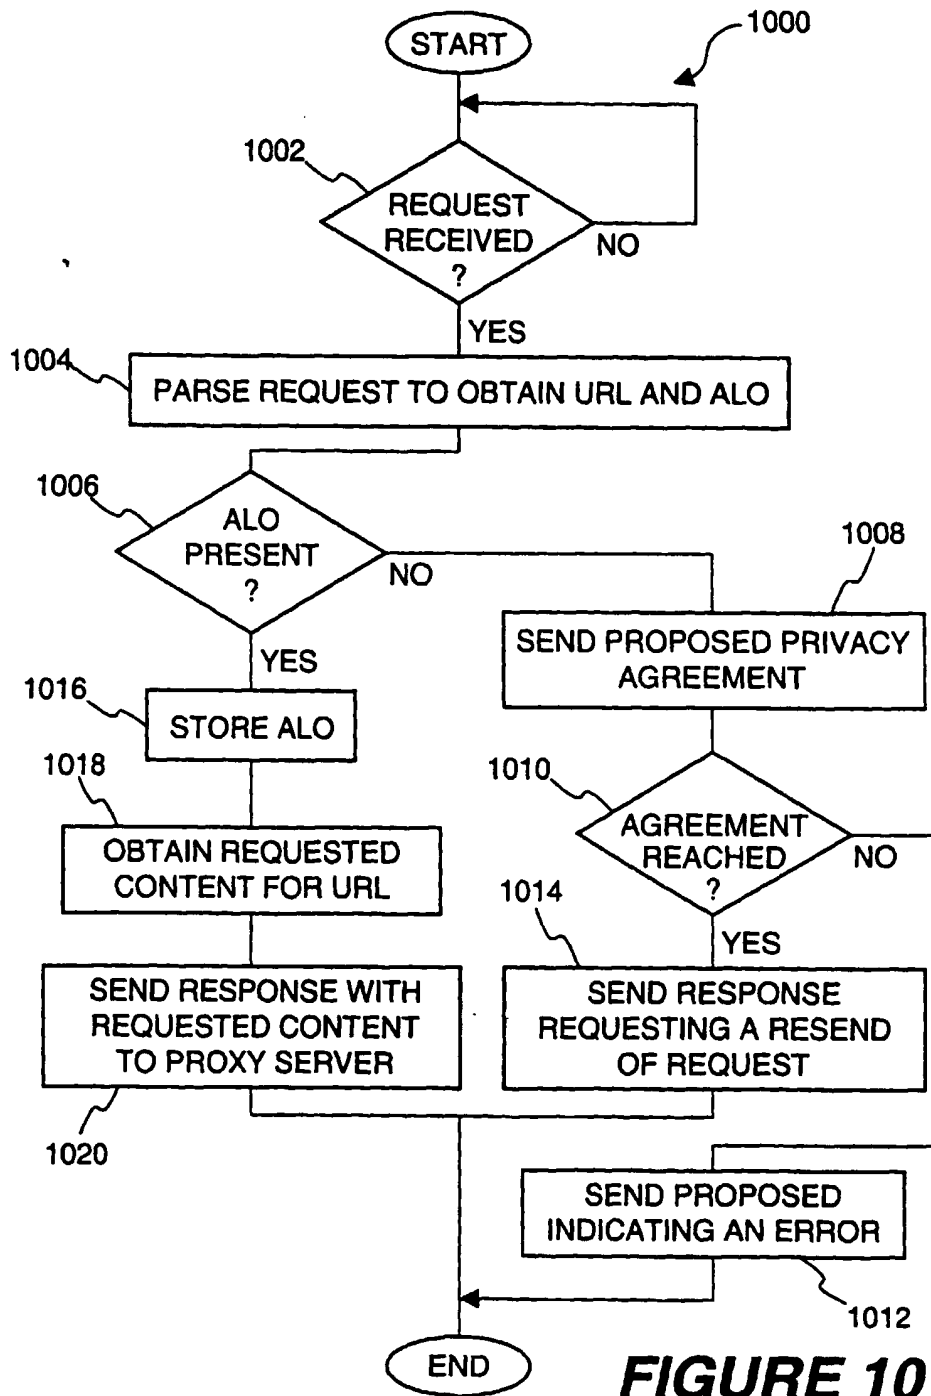 START
1000
1002
REQUEST
RECEIVED
?
NO
YES
1004
PARSE REQUEST TO OBTAIN URL AND ALO
1006
ALO
PRESENT
?
NO
YES
1008
SEND PROPOSED PRIVACY
AGREEMENT
1016
STORE ALO
1010
AGREEMENT
REACHED
?
NO
YES
1018
OBTAIN REQUESTED
CONTENT FOR URL
1014
SEND RESPONSE
REQUESTING A RESEND
OF REQUEST
SEND RESPONSE WITH
REQUESTED CONTENT
TO PROXY SERVER
1020
SEND PROPOSED
INDICATING AN ERROR
1012
END
FIGURE 10